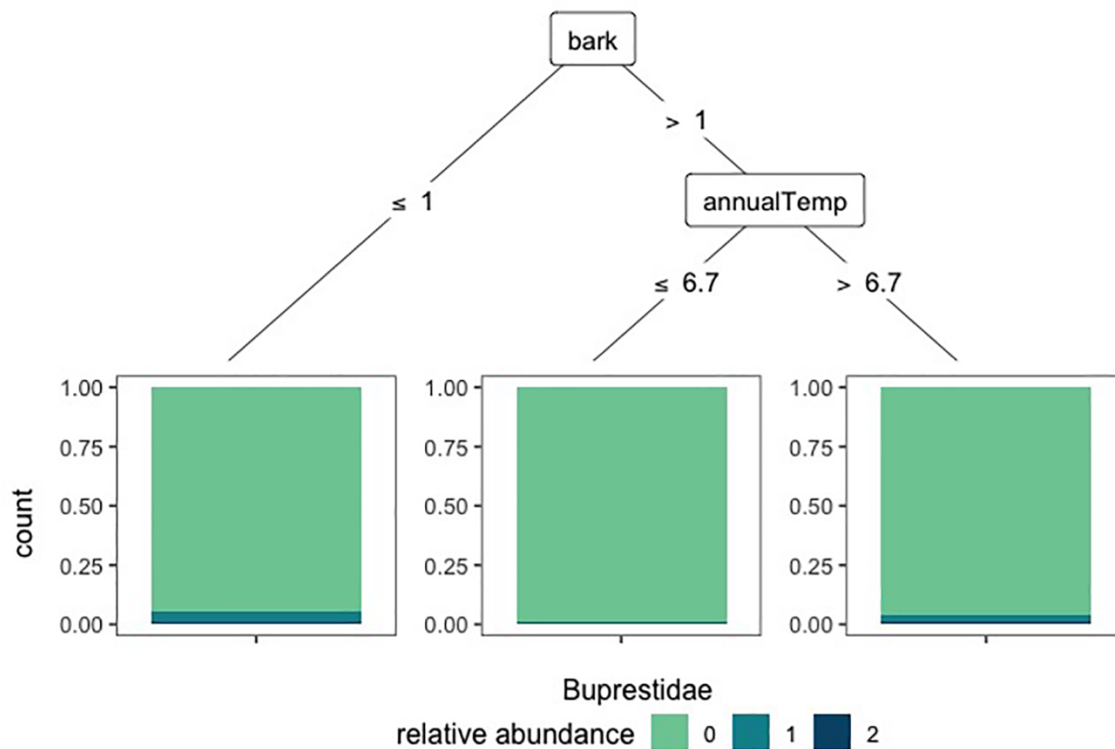 bark
> 1
≤ 1
annualTemp
≤ 6.7 > 6.7
1.00 1.00 1.00
0.75 0.75 0.75
0.50 0.50 0.50
0.25 0.25 0.25
0.00 0.00 0.00
count
Buprestidae
relative abundance 0 1 2